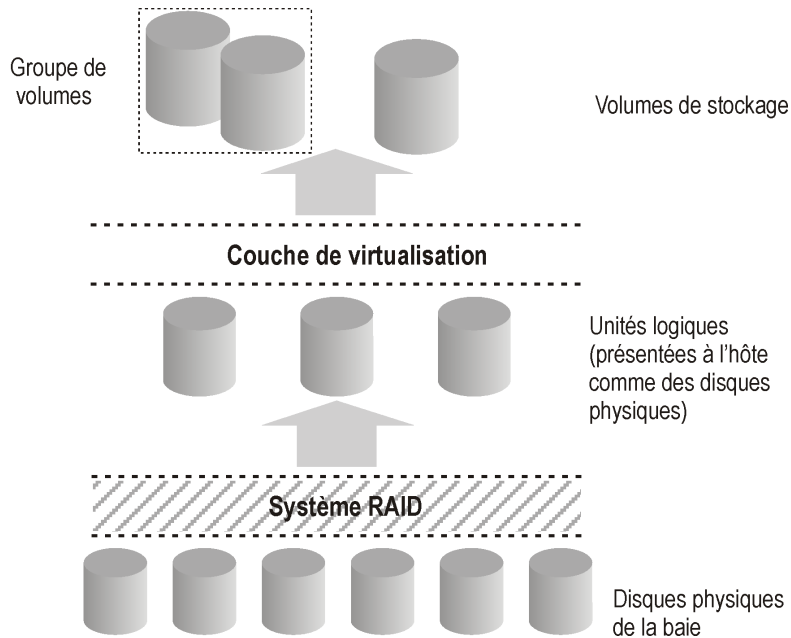 Groupe de
volumes
Volumes de stockage
Couche de virtualisation
Unités logiques
(présentées à l'hôte
comme des disques
physiques)
Système RAID
Disques physiques
de la baie